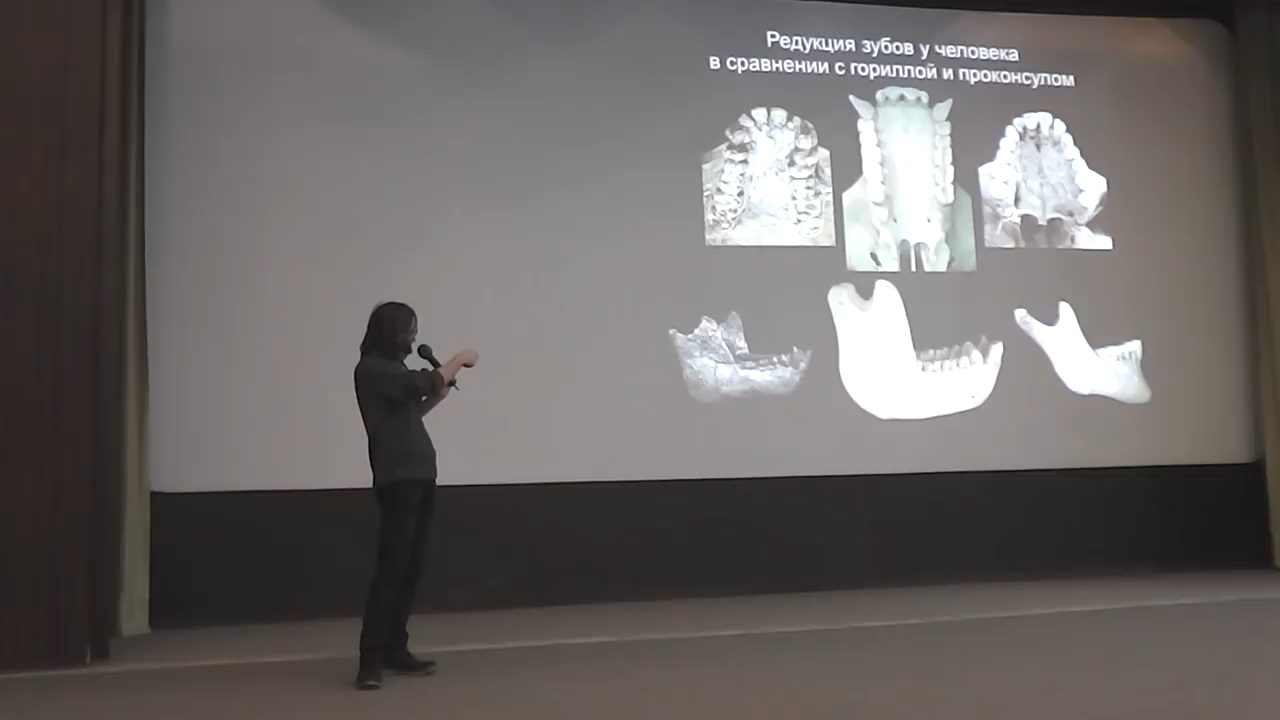 Редукция зубов у человека
в сравнении с гориллой и проконсулом